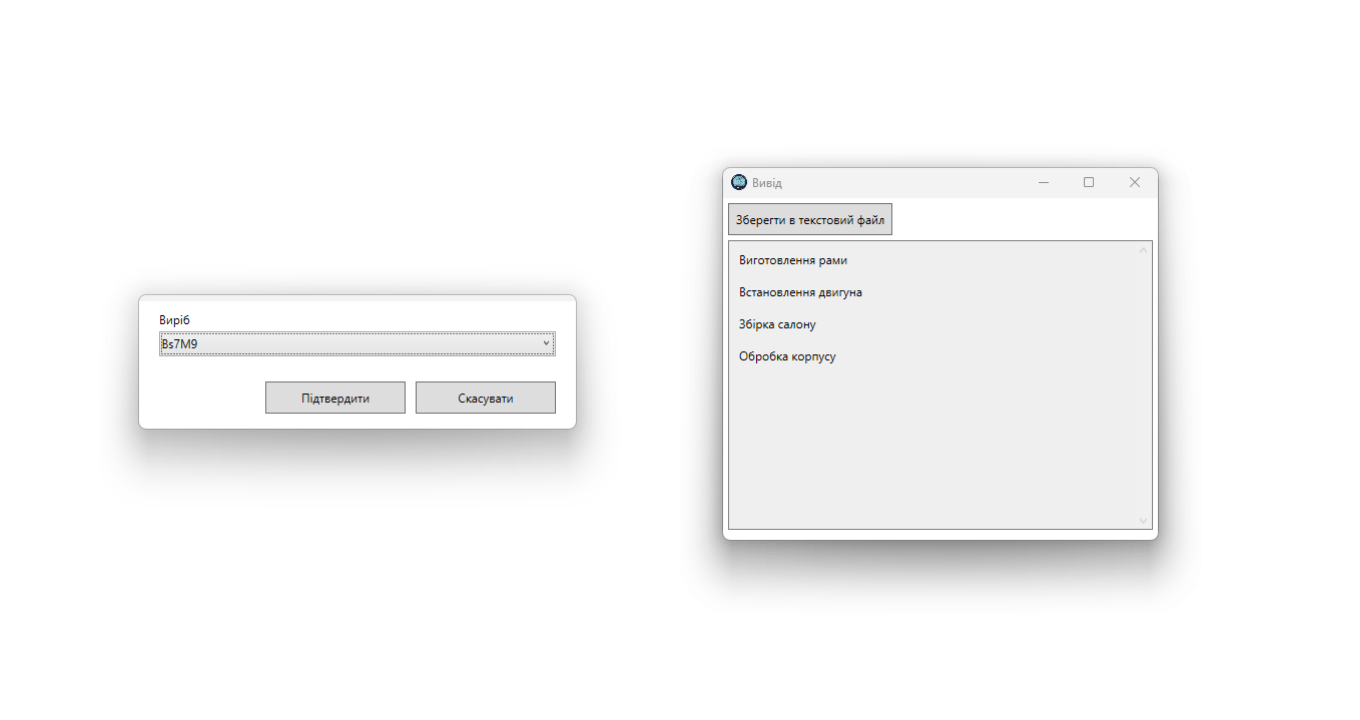 Виріб
Bs7M9
Підтвердити Скасувати
Вивід
Зберегти в текстовий файл
Виготовлення рами
Встановлення двигуна
Збірка салону
Обробка корпусу